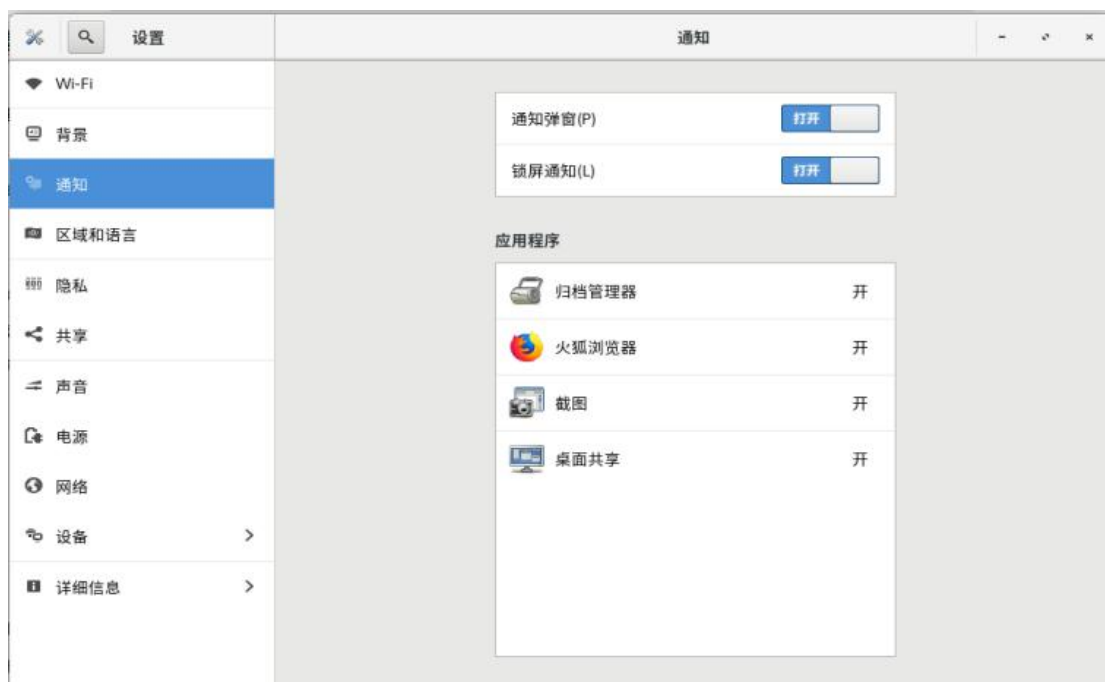 设置
通知
Wi-Fi
背景
通知
区域和语言
隐私
共享
声音
电源
网络
设备
详细信息
通知弹窗(P) 打开
锁屏通知(L) 打开
应用程序
归档管理器 开
火狐浏览器 开
截图 开
桌面共享 开